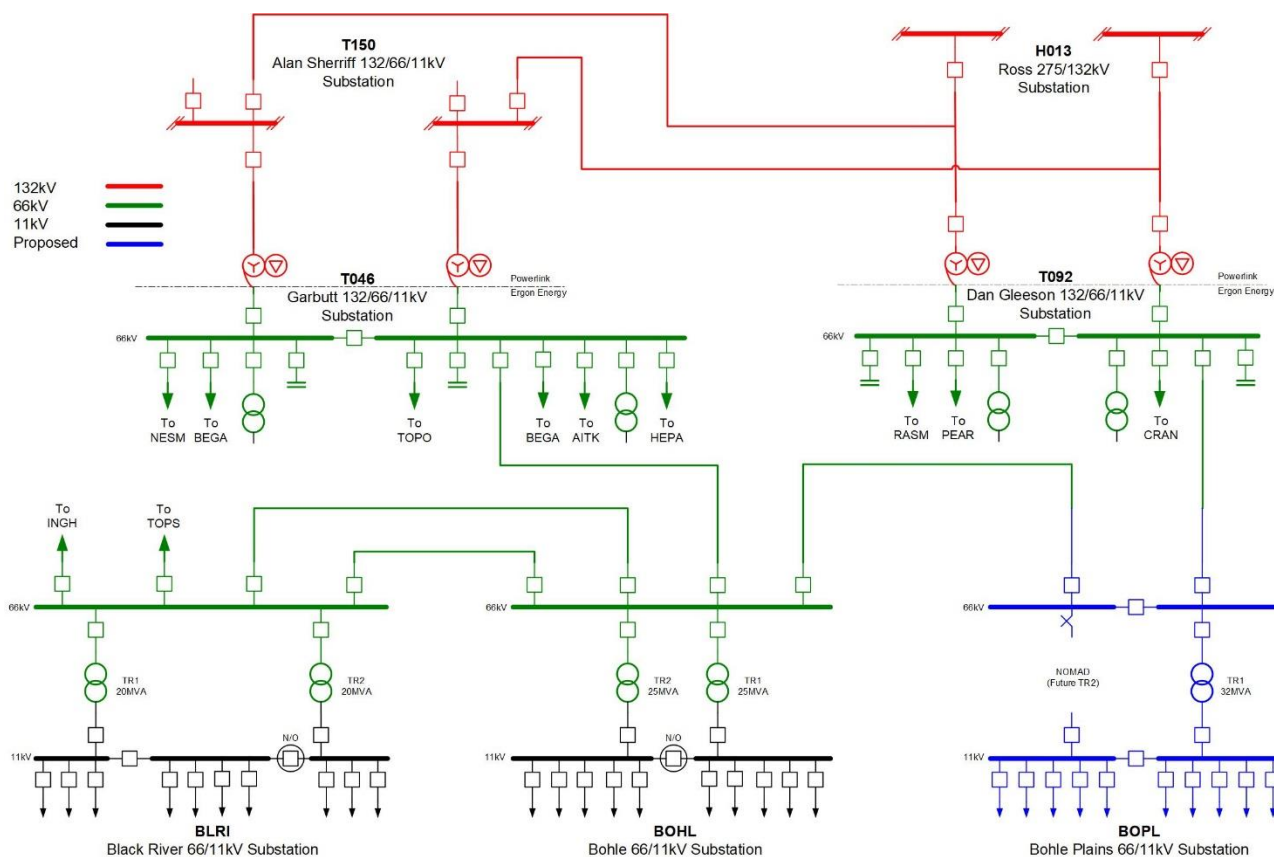 T150
Alan Sherriff 132/66/11kV
Substation
H013
Ross 275/132kV
Substation
132kV
66kV
11kV
Proposed
T046
Garbutt 132/66/11kV
Substation
Powerlink
Ergon Energy
T092
Dan Gleeson 132/66/11kV
Substation
Powerlink
Ergon Energy
66kV
66kV
To
NESM
To
BEGA
To
TOPO
To
BEGA
To
AITK
To
HEPA
To
RASM
To
PEAR
To
CRAN
To
INGH
To
TOPS
66kV
66kV
66kV
TR1
20MVA
TR2
20MVA
TR2
25MVA
TR1
25MVA
NOMAD
(Future TR2)
TR1
32MVA
N/O
N/O
11kV
11kV
11kV
BLRI
Black River 66/11kV Substation
BOHL
Bohle 66/11kV Substation
BOPL
Bohle Plains 66/11kV Substation